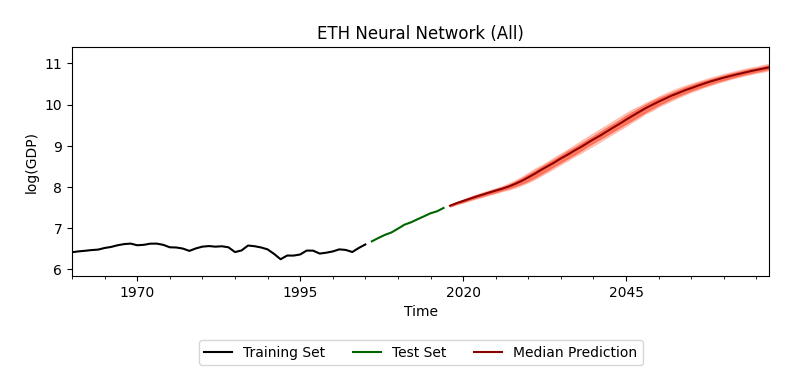 ETH Neural Network (All)
11
10
9
8
7
6
log(GDP)
1970 1995 2020 2045
Time
Training Set Test Set Median Prediction